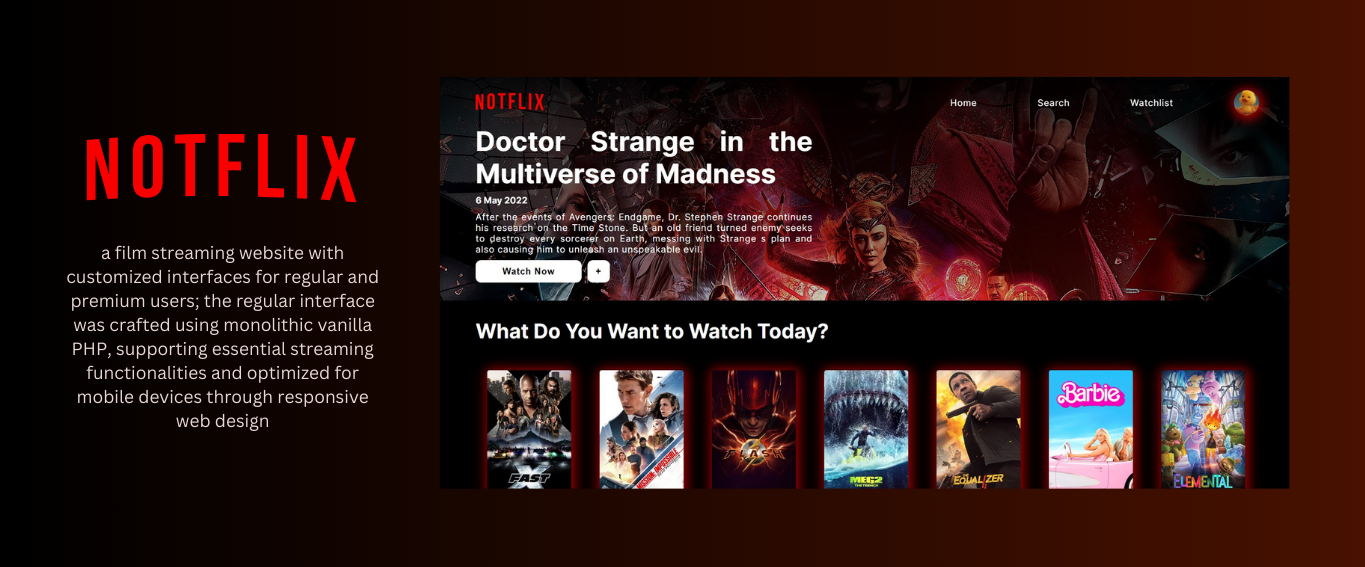 NOTFLIX
a film streaming website with
customized interfaces for regular and
premium users; the regular interface
was crafted using monolithic vanilla
PHP, supporting essential streaming
functionalities and optimized for
mobile devices through responsive
web design
NOTFLIX
Home
Search
Watchlist
Doctor Strange in the
Multiverse of Madness
6 May 2022
After the events of Avengers: Endgame, Dr. Stephen Strange continues
his research on the Time Stone. But an old friend turned enemy seeks
to destroy every sorcerer on Earth, messing with Strange s plan and
also causing him to unleash an unspeakable evil.
Watch Now
+
What Do You Want to Watch Today?
FAST X
MISSION: IMPOSSIBLE
FLASH
MEG2
THE TRENCH
EQUALIZER
Barbie
ELEMENTAL